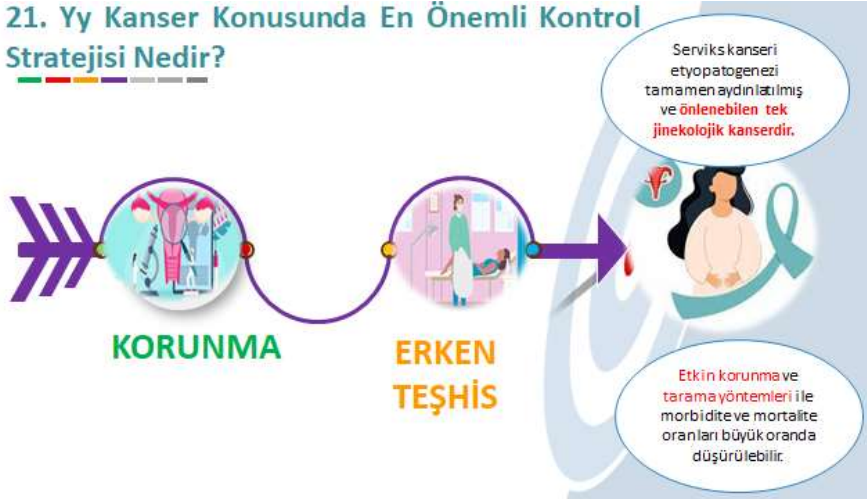 21. Yy Kanser Konusunda En Önemli Kontrol
Stratejisi Nedir?
Serviks kanseri
etyopatogenezi
tamamen aydınlatılmış
ve önlenebilen tek
jinekolojik kanserdir.
KORUNMA
ERKEN
TEŞHİS
Etkin korunma ve
tarama yöntemleri ile
morbidite ve mortalite
oranları büyük oranda
düşürülebilir.